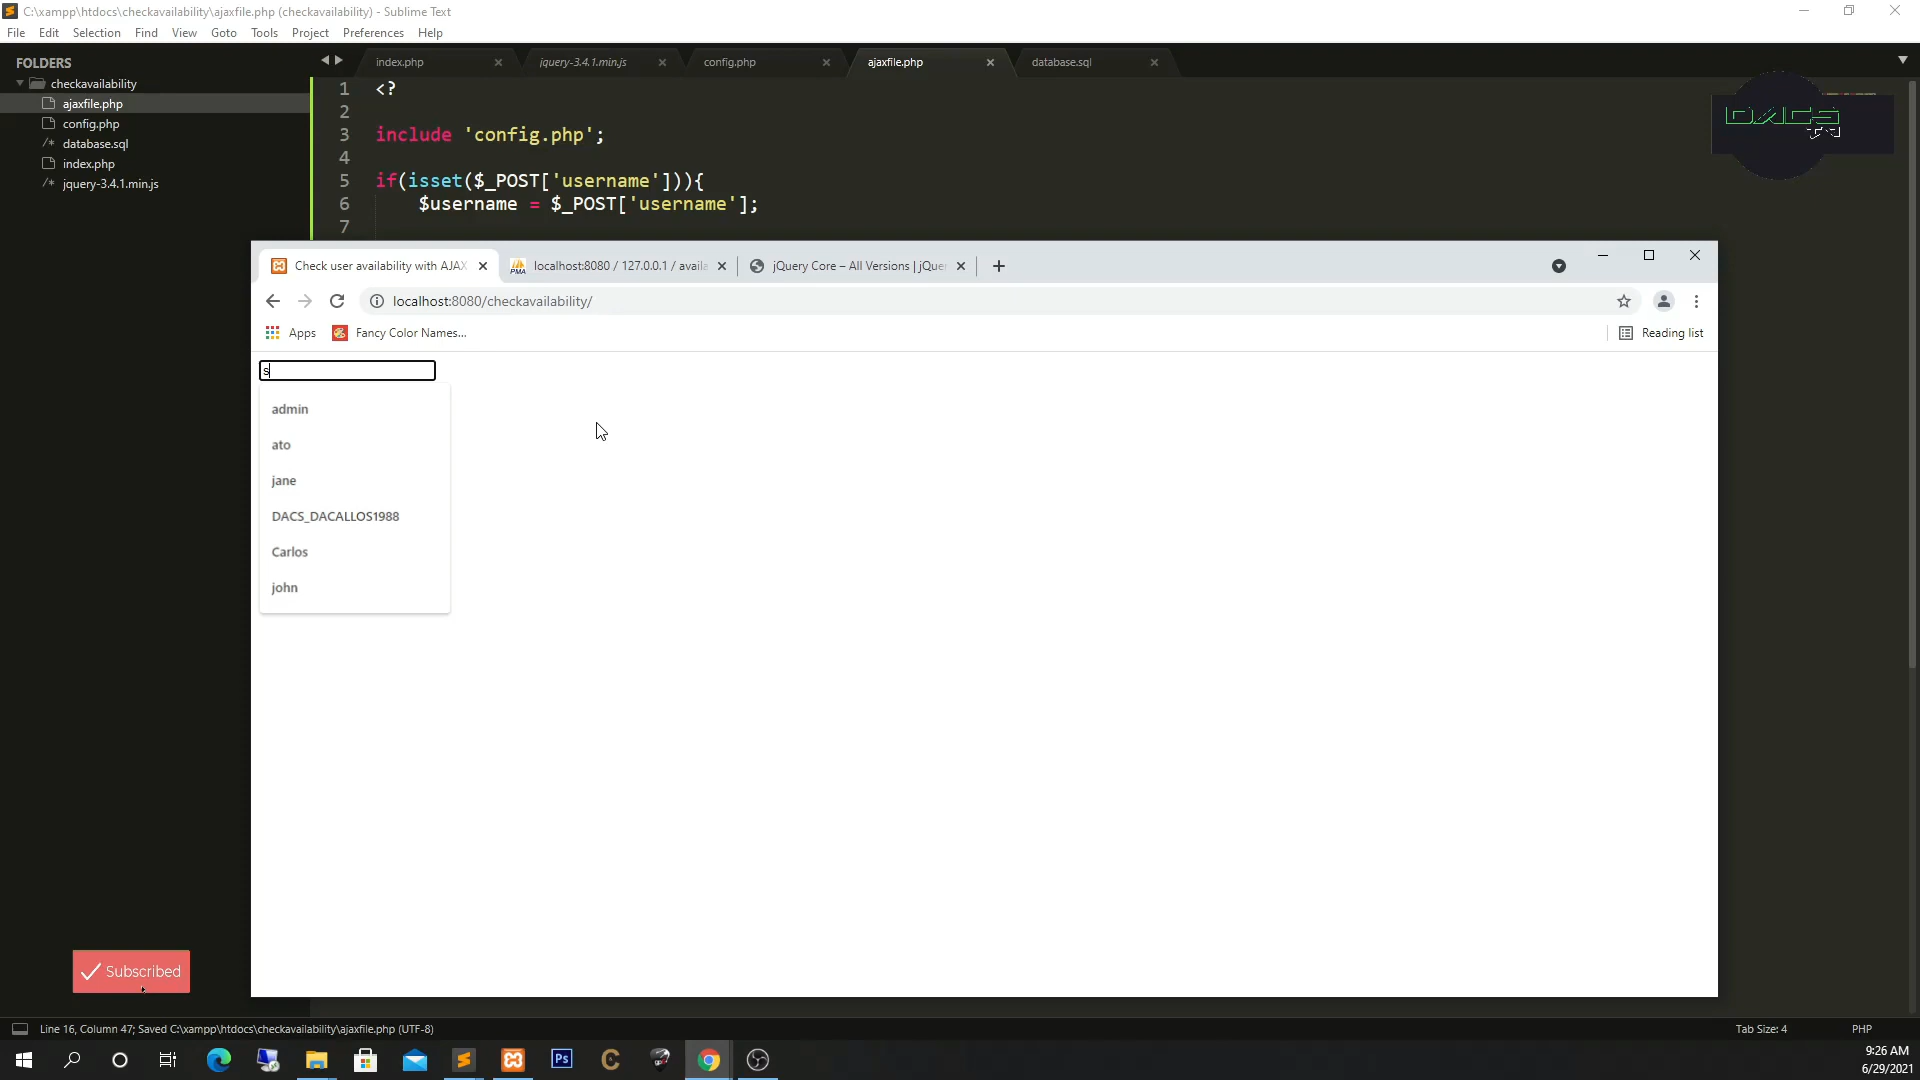 C:\xampp\htdocs\checkavailability\ajaxfile.php (checkavailability) - Sublime Text
File Edit Selection Find View Goto Tools Project Preferences Help
FOLDERS
checkavailability
ajaxfile.php
config.php
/* database.sql
index.php
/* jquery-3.4.1.min.js
index.php
jquery-3.4.1.min.js
config.php
ajaxfile.php
database.sql
1 <?
2
3 include 'config.php';
4
5 if(isset($_POST['username'])){
6 $username = $_POST['username'];
7
DACS
TM
Check user availability with AJAX
localhost:8080 / 127.0.0.1 / availa
jQuery Core – All Versions | jQuer
localhost:8080/checkavailability/
Apps
Fancy Color Names...
Reading list
s
admin
ato
jane
DACS_DACALLOS1988
Carlos
john
Subscribed
Line 16, Column 47; Saved C:\xampp\htdocs\checkavailability\ajaxfile.php (UTF-8)
Tab Size: 4
PHP
Ps
9:26 AM
6/29/2021